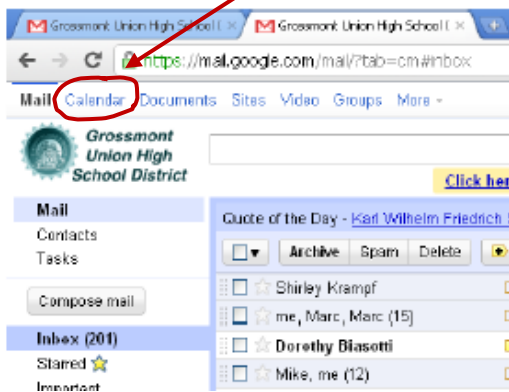 Grossmont Union High School ( × Grossmont Union High School ( ×
https://mail.google.com/mail/?tab=cm#inbox
Mail Calendar Documents Sites Video Groups More
Grossmont
Union High
School District
Click her
Mail
Quote of the Day - Karl Wilhelm Friedrich
Contacts
Tasks
Archive Spam Delete
Compose mail
Shirley Krampf
me, Marc, Marc (15)
Inbox (201)
Dorothy Biasotti
Starred
Mike, me (12)
Important